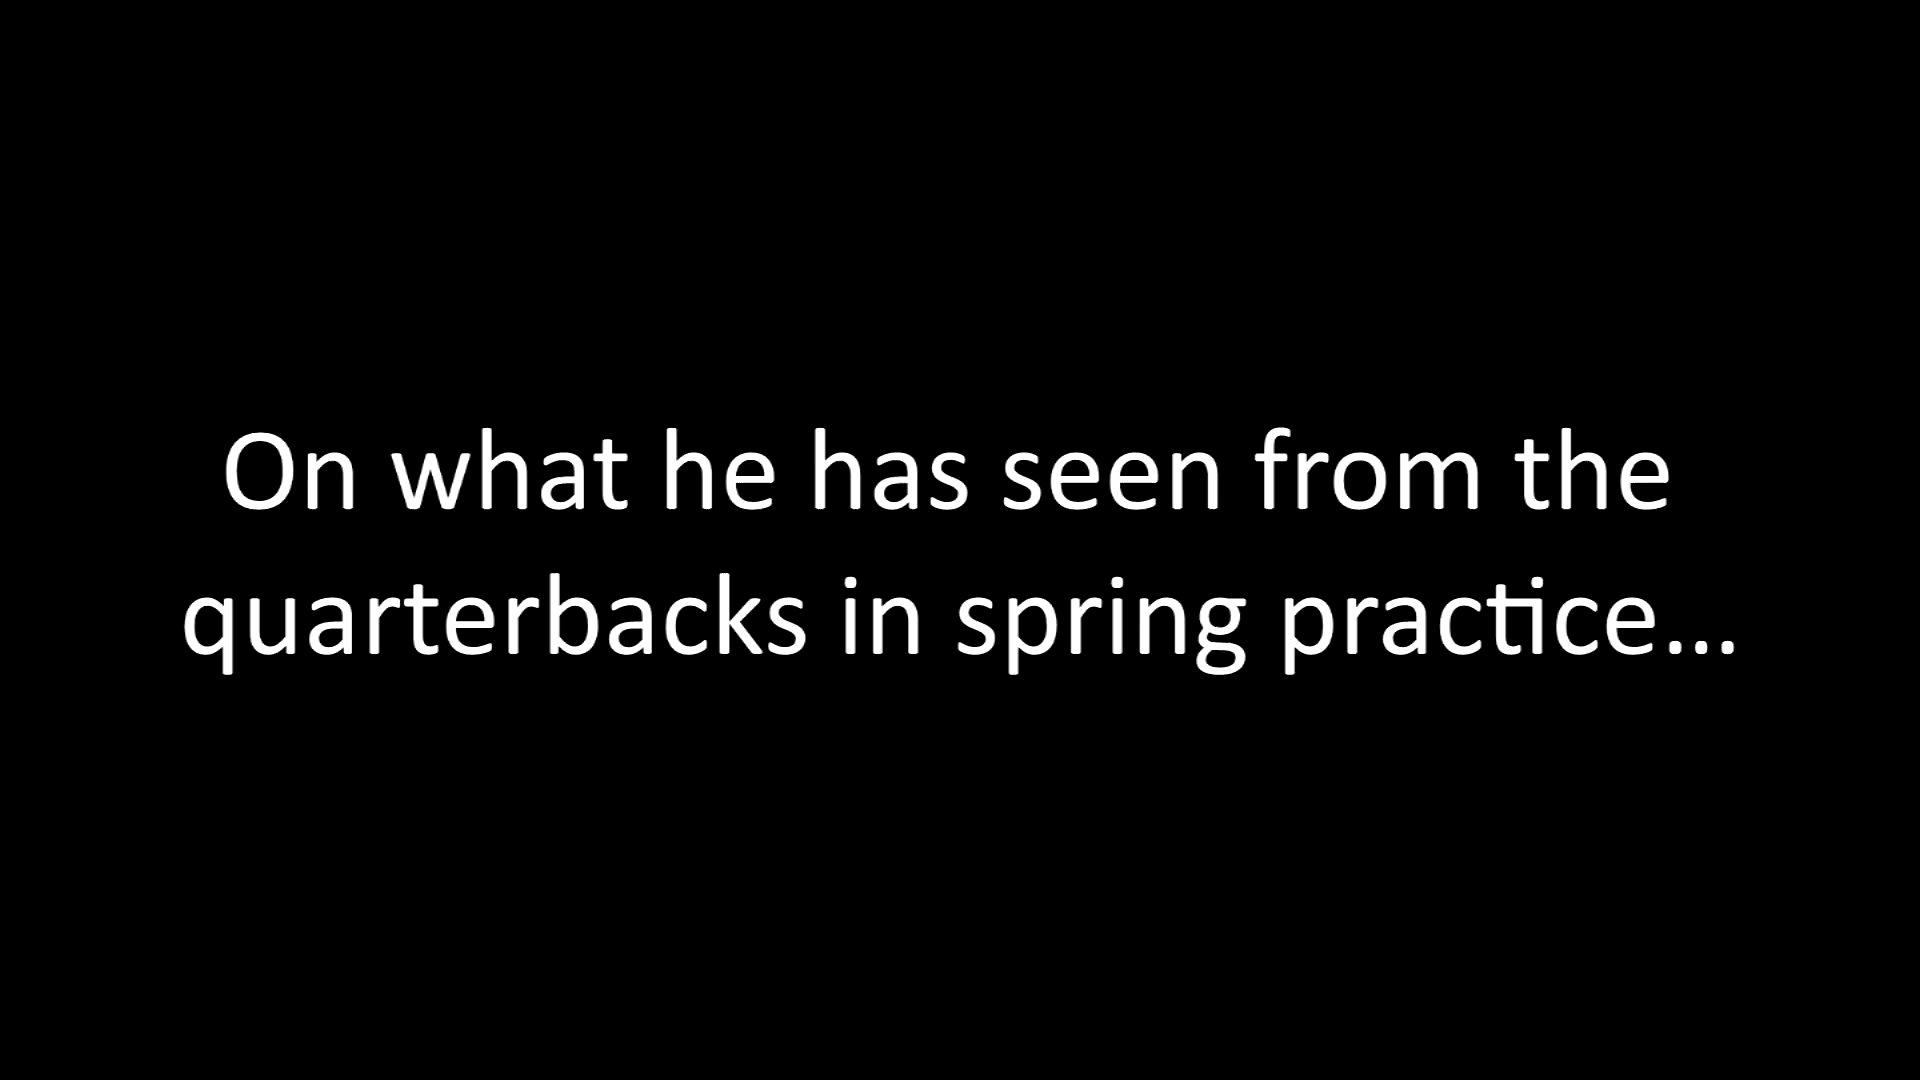 On what he has seen from the
quarterbacks in spring practice...